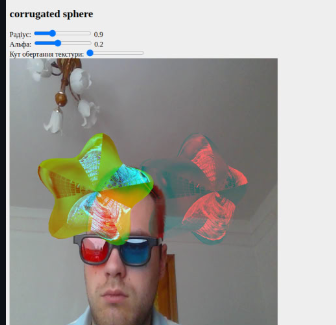 corrugated sphere
Радіус: 0.9
Альфа: 0.2
Кут обертання текстури: